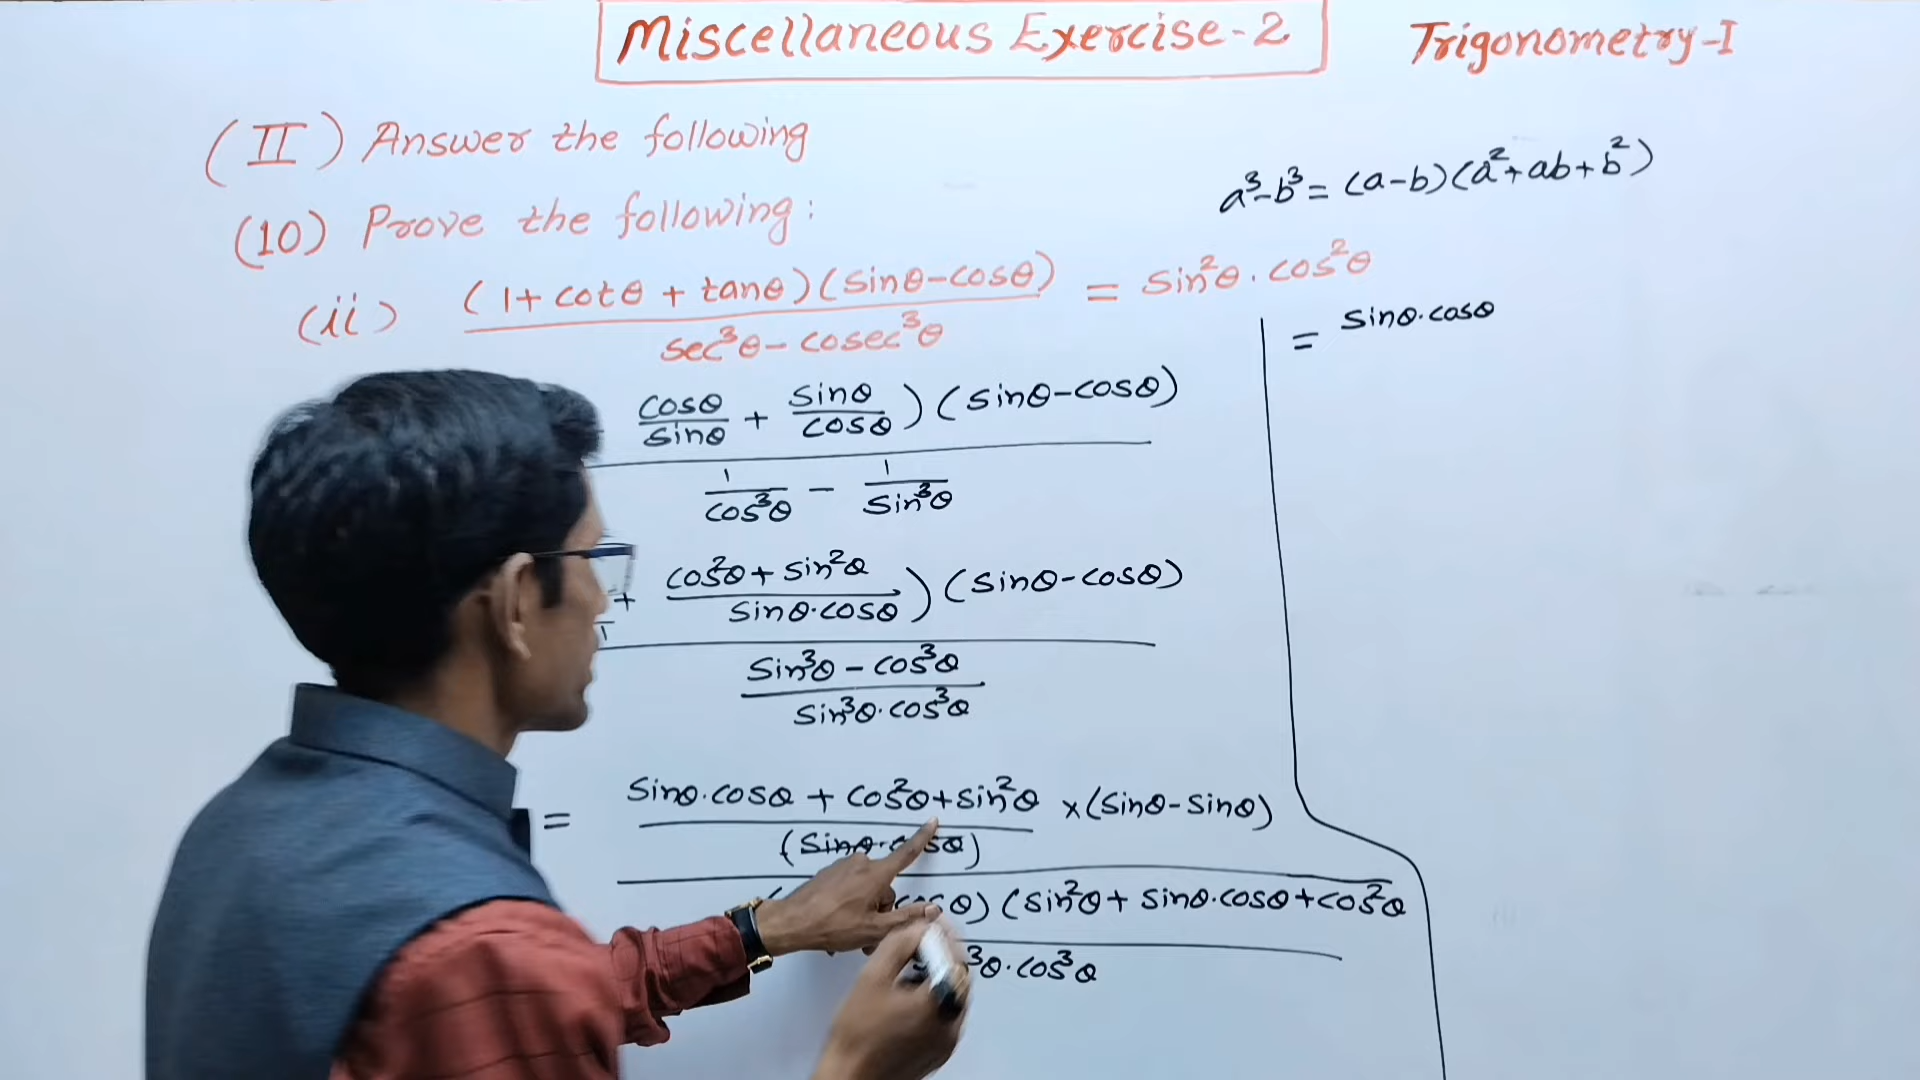 Miscellaneous Exercise-2
Trigonometry-I
(II) Answer the following
(10) Prove the following:
(ii) (1+cotθ+tanθ)(sinθ-cosθ) / sec³θ-cosec³θ = sin²θ.cos²θ
cosθ/sinθ + sinθ/cosθ)(sinθ-cosθ)
1/cos³θ - 1/sin³θ
+ cos²θ+sin²θ/sinθ.cosθ)(sinθ-cosθ)
1
sin³θ-cos³θ/sin³θ.cos³θ
= sinθ.cosθ+cos²θ+sin²θ/(sinθ.cosθ) ×(sinθ-sinθ)
θ)(sin²θ+sinθ.cosθ+cos²θ
³θ.cos³θ
a³-b³=(a-b)(a²+ab+b²)
= sinθ.cosθ